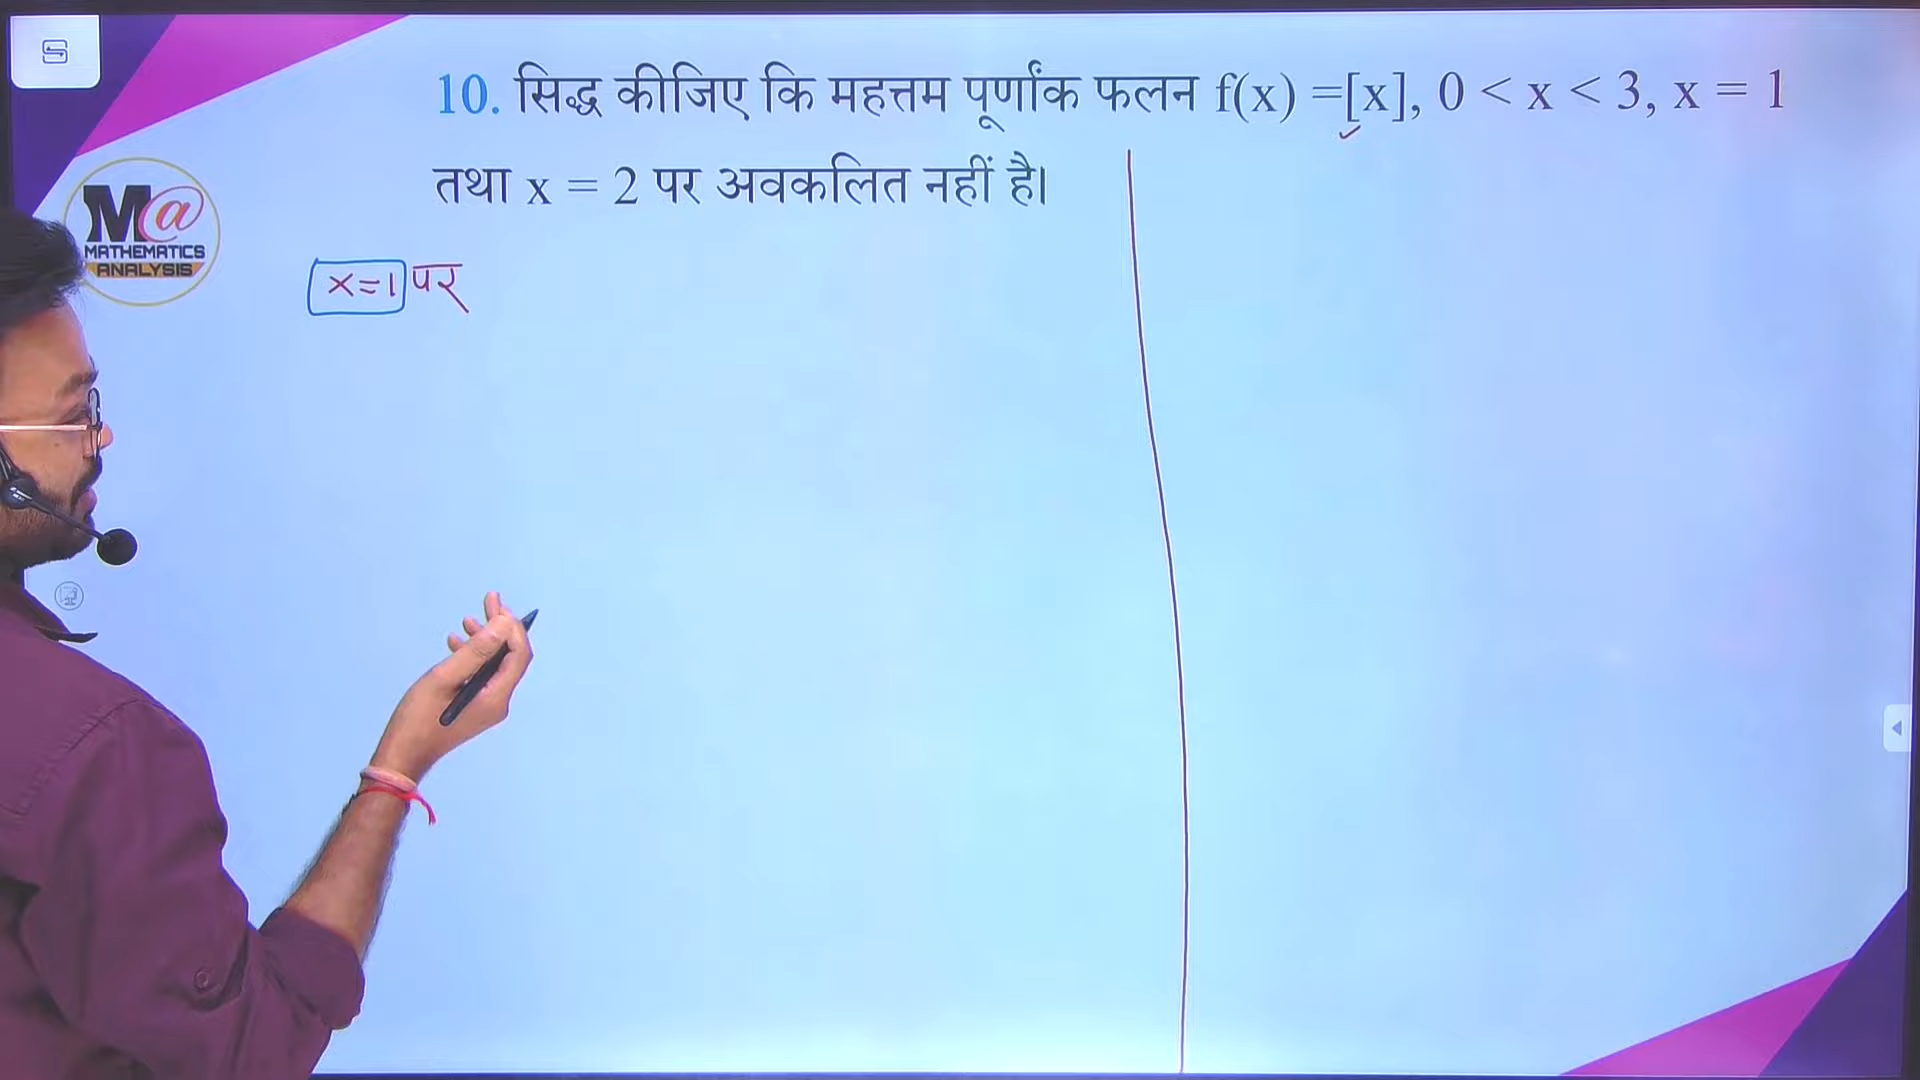 10. सिद्ध कीजिए कि महत्तम पूर्णांक फलन f(x) =[x], 0 < x < 3, x = 1
तथा x = 2 पर अवकलित नहीं है।
M@
MATHEMATICS
ANALYSIS
x=1 पर